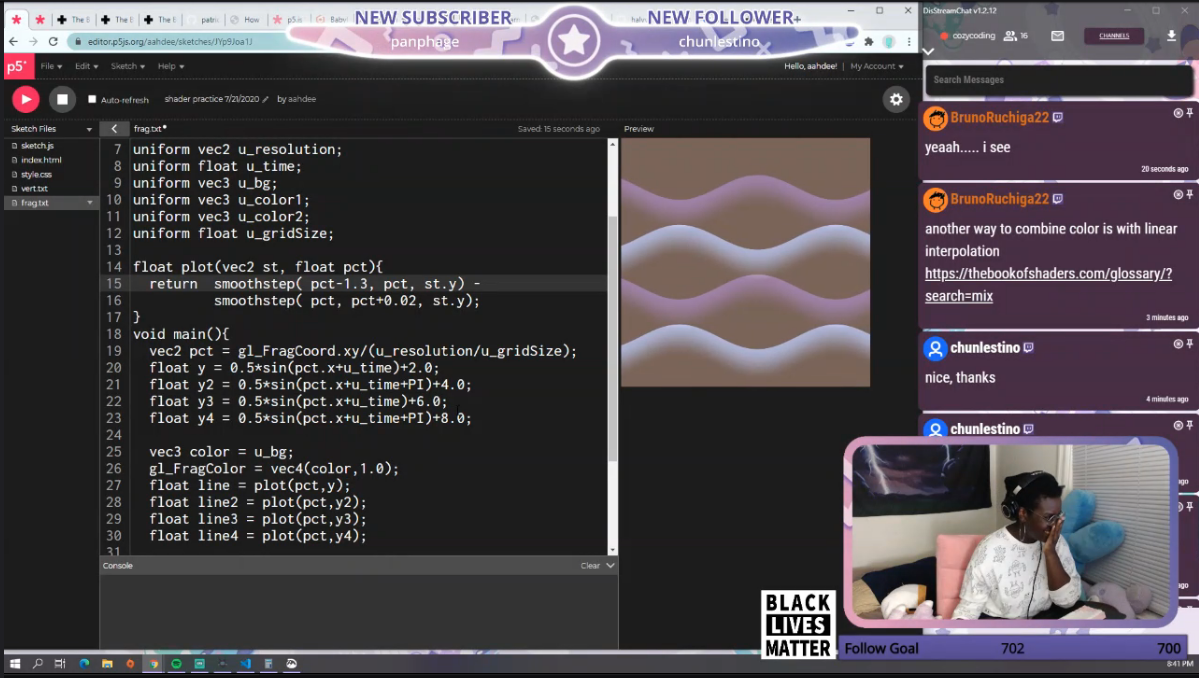 NEW SUBSCRIBER
panphage
NEW FOLLOWER
chunlestino
editor.p5js.org/aahdee/sketches/JYp9Joa1J
p5*
File
Edit
Sketch
Help
Hello, aahdee!
My Account
Auto-refresh
shader practice 7/21/2020
by aahdee
Sketch Files
sketch.js
index.html
style.css
vert.txt
frag.txt
frag.txt
Saved: 15 seconds ago
Preview
7 uniform vec2 u_resolution;
8 uniform float u_time;
9 uniform vec3 u_bg;
10 uniform vec3 u_color1;
11 uniform vec3 u_color2;
12 uniform float u_gridSize;
13
14 float plot(vec2 st, float pct){
15 return  smoothstep( pct-1.3, pct, st.y) -
16 smoothstep( pct, pct+0.02, st.y);
17 }
18 void main(){
19 vec2 pct = gl_FragCoord.xy/(u_resolution/u_gridSize);
20 float y = 0.5*sin(pct.x+u_time)+2.0;
21 float y2 = 0.5*sin(pct.x+u_time+PI)+4.0;
22 float y3 = 0.5*sin(pct.x+u_time)+6.0;
23 float y4 = 0.5*sin(pct.x+u_time+PI)+8.0;
24
25 vec3 color = u_bg;
26 gl_FragColor = vec4(color,1.0);
27 float line = plot(pct,y);
28 float line2 = plot(pct,y2);
29 float line3 = plot(pct,y3);
30 float line4 = plot(pct,y4);
31
Console
Clear
DisStreamChat v1.2.12
cozycoding
16
CHANNELS
Search Messages
BrunoRuchiga22
yeaah..... i see
20 seconds ago
BrunoRuchiga22
another way to combine color is with linear
interpolation
https://thebookofshaders.com/glossary/?
search=mix
3 minutes ago
chunlestino
nice, thanks
4 minutes ago
chunlestino
BLACK
LIVES
MATTER
Follow Goal
702
700
8:41 PM